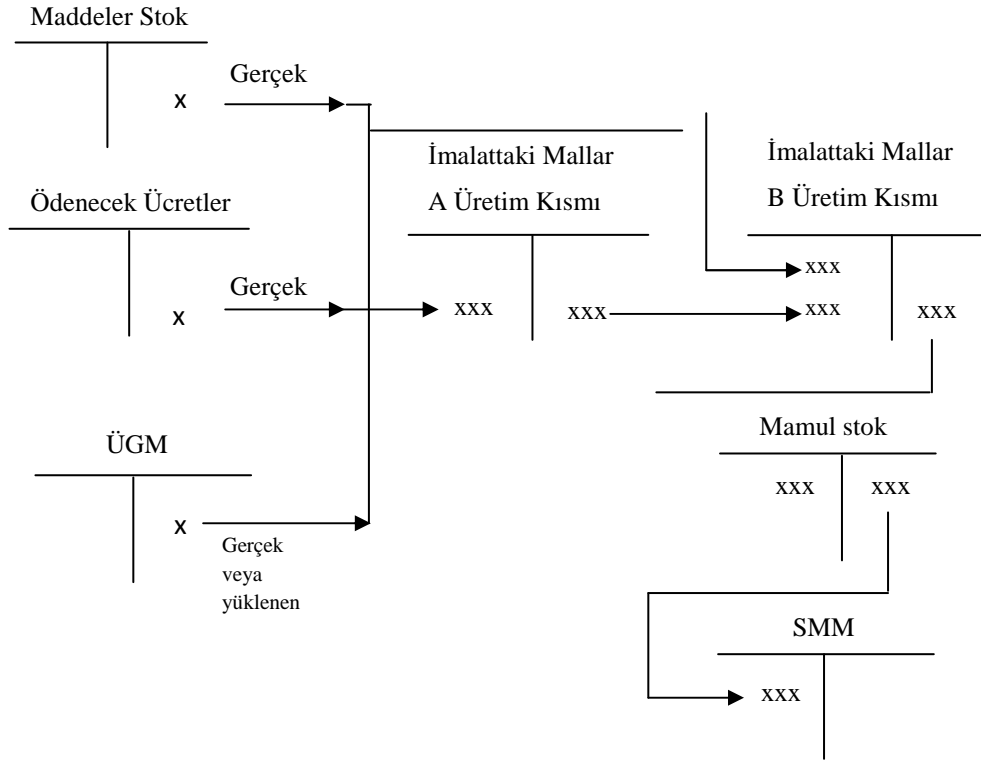 Maddeler Stok
x
Gerçek
İmalattaki Mallar
A Üretim Kısmı
İmalattaki Mallar
B Üretim Kısmı
Ödenecek Ücretler
x
Gerçek
xxx
xxx
xxx
xxx
xxx
ÜGM
x
Gerçek
veya
yüklenen
Mamul stok
xxx
xxx
SMM
xxx